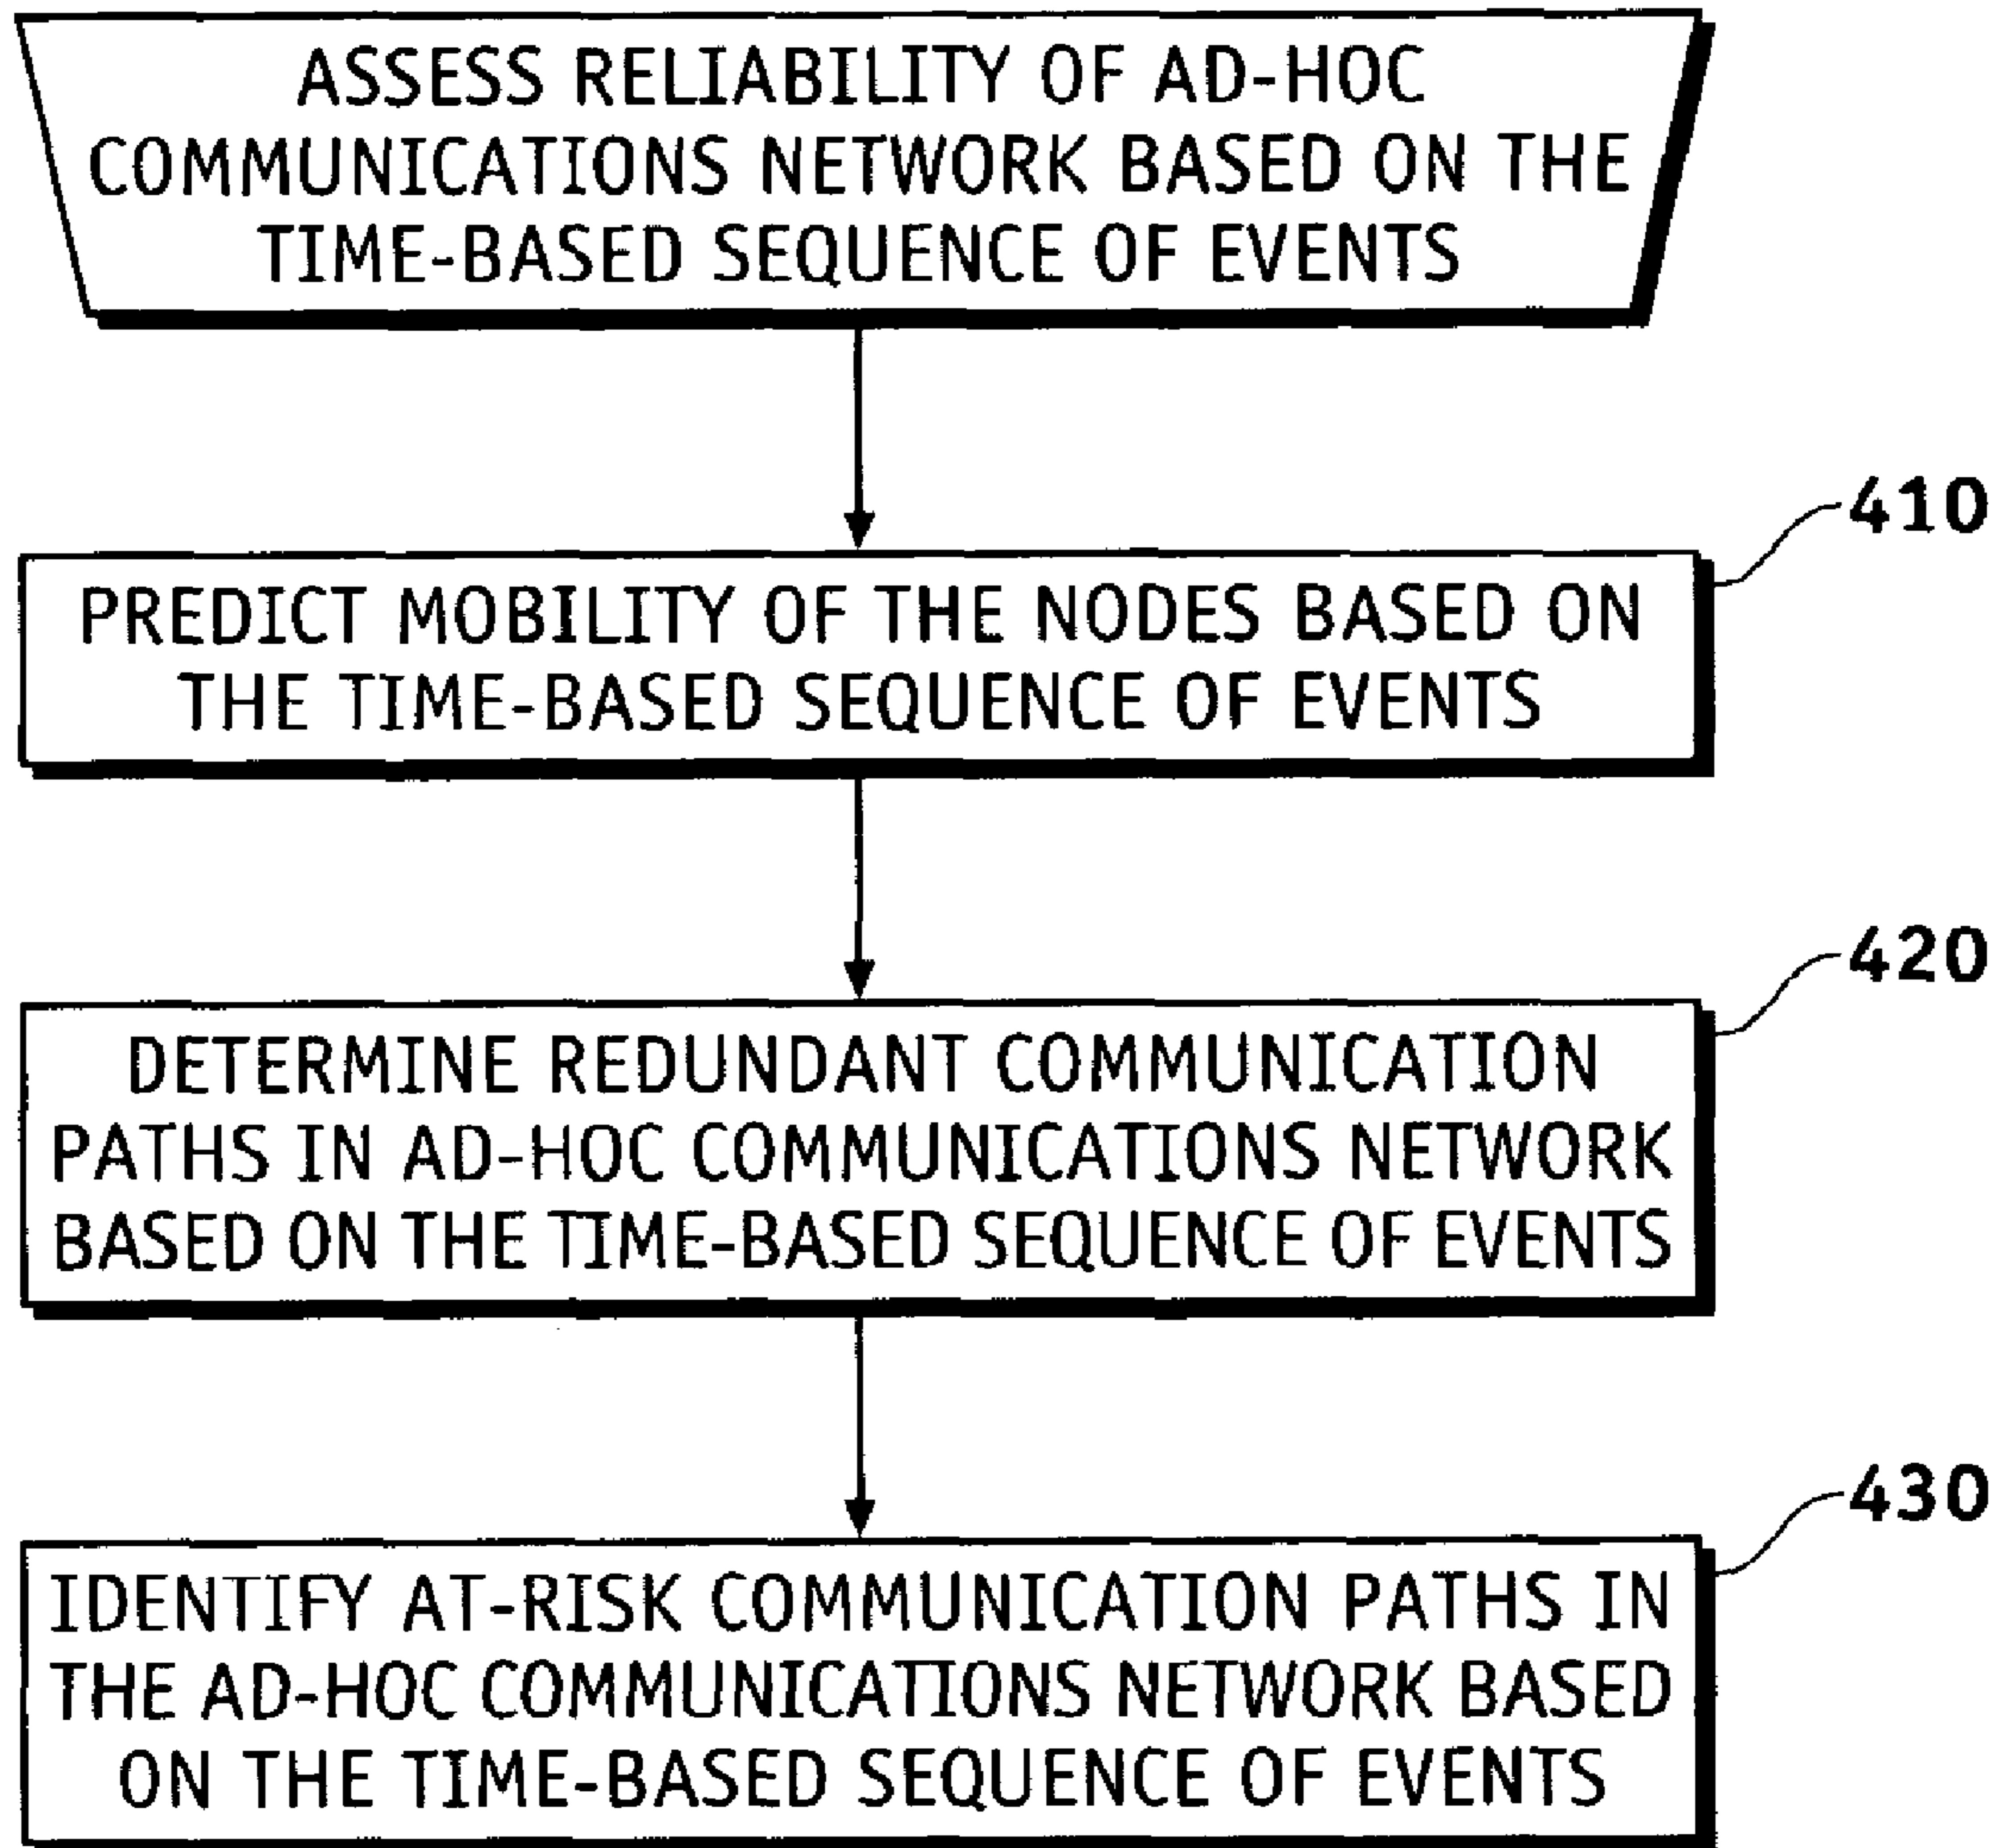 ASSESS RELIABILITY OF AD-HOC
COMMUNICATIONS NETWORK BASED ON THE
TIME-BASED SEQUENCE OF EVENTS
410
PREDICT MOBILITY OF THE NODES BASED ON
THE TIME-BASED SEQUENCE OF EVENTS
420
DETERMINE REDUNDANT COMMUNICATION
PATHS IN AD-HOC COMMUNICATIONS NETWORK
BASED ON THE TIME-BASED SEQUENCE OF EVENTS
430
IDENTIFY AT-RISK COMMUNICATION PATHS IN
THE AD-HOC COMMUNICATIONS NETWORK BASED
ON THE TIME-BASED SEQUENCE OF EVENTS